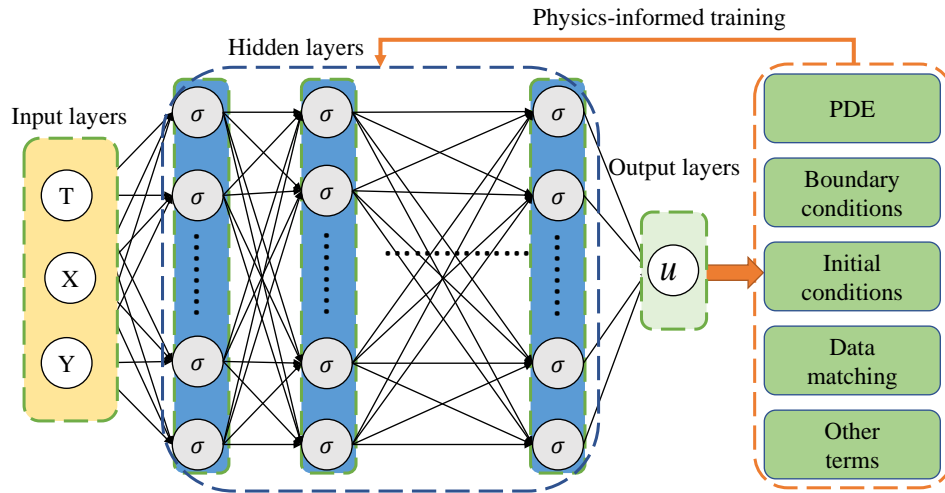 Physics-informed training
Hidden layers
Input layers
Output layers
T
X
Y
σ
σ
σ
σ
σ
σ
σ
σ
σ
σ
σ
σ
u
PDE
Boundary
conditions
Initial
conditions
Data
matching
Other
terms